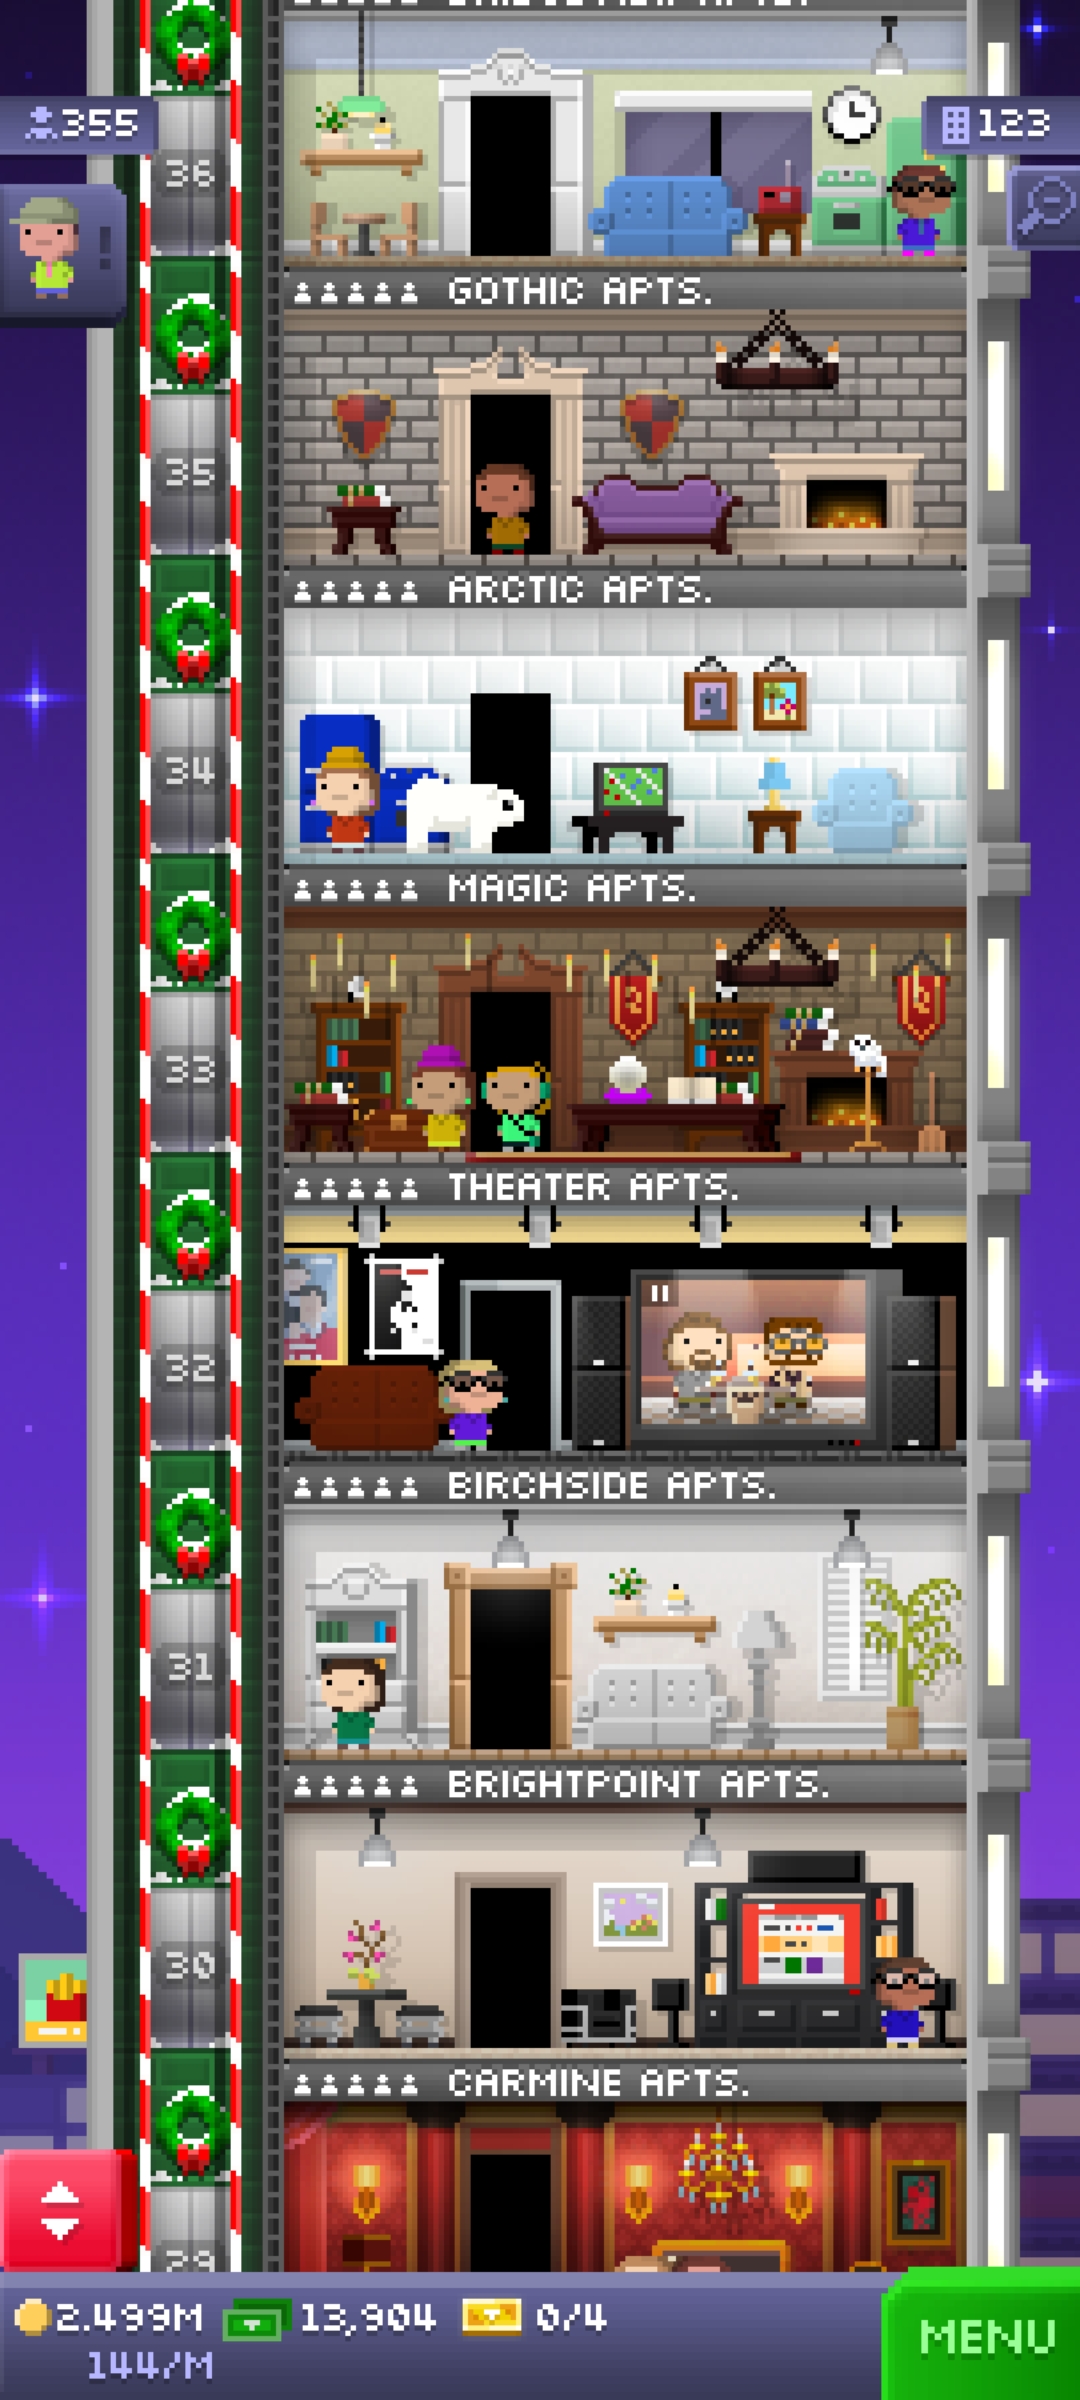 355
123
36
GOTHIC APTS.
35
ARCTIC APTS.
34
MAGIC APTS.
33
THEATER APTS.
32
BIRCHSIDE APTS.
31
BRIGHTPOINT APTS.
30
CARMINE APTS.
29
2.499M 13,904 0/4
144/M
MENU